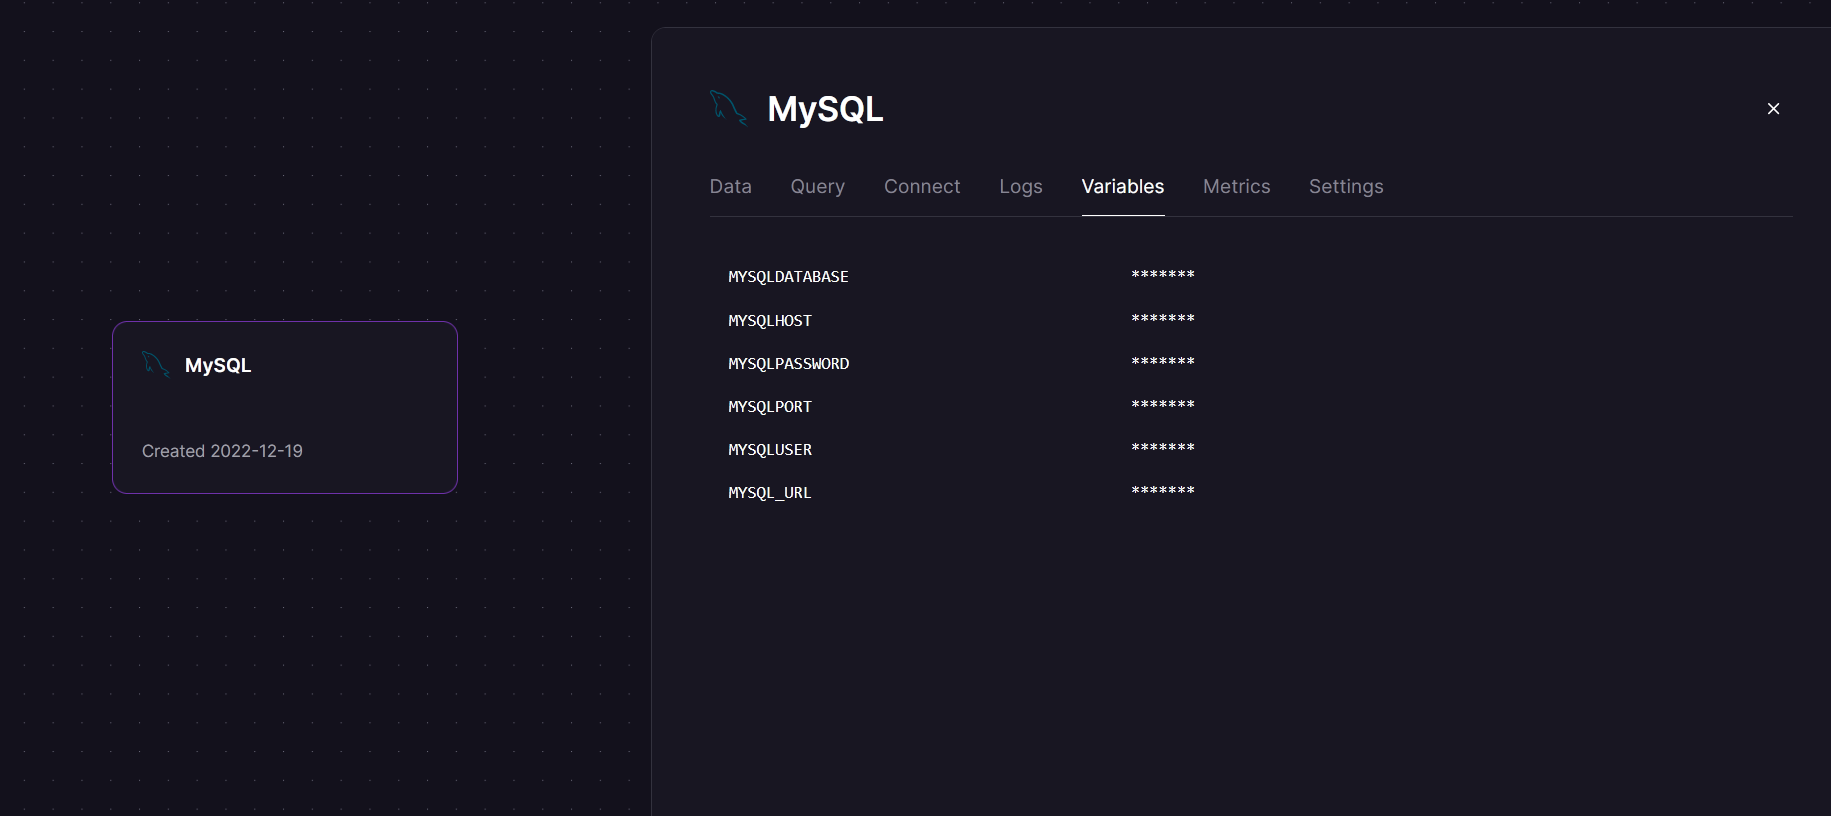 MySQL
Created 2022-12-19
MySQL
Data Query Connect Logs Variables Metrics Settings
MYSQLDATABASE *******
MYSQLHOST *******
MYSQLPASSWORD *******
MYSQLPORT *******
MYSQLUSER *******
MYSQL_URL *******